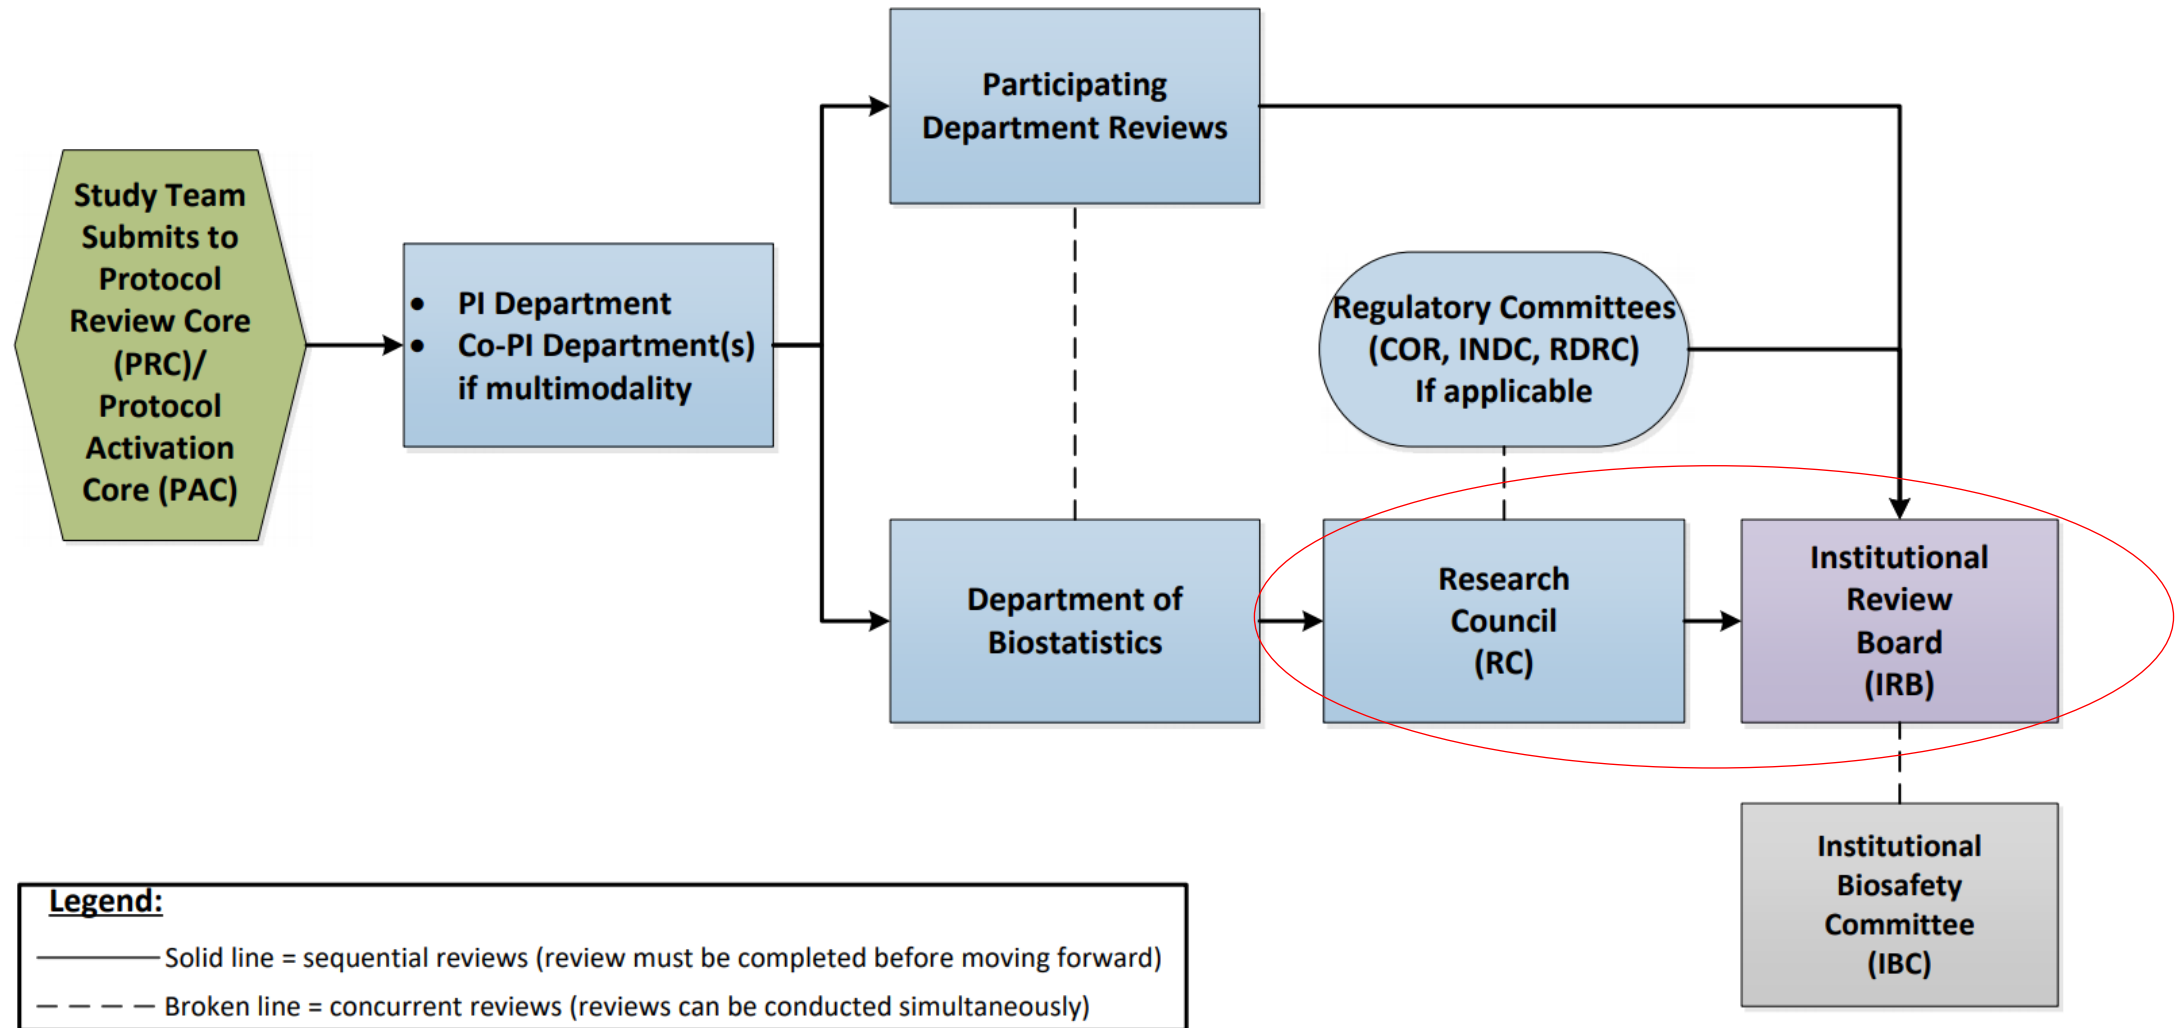 Study Team
Submits to
Protocol
Review Core
(PRC)/
Protocol
Activation
Core (PAC)
• PI Department
• Co-PI Department(s)
if multimodality
Participating
Department Reviews
Regulatory Committees
(COR, INDC, RDRC)
If applicable
Department of
Biostatistics
Research
Council
(RC)
Institutional
Review
Board
(IRB)
Institutional
Biosafety
Committee
(IBC)
Legend:
Solid line = sequential reviews (review must be completed before moving forward)
Broken line = concurrent reviews (reviews can be conducted simultaneously)